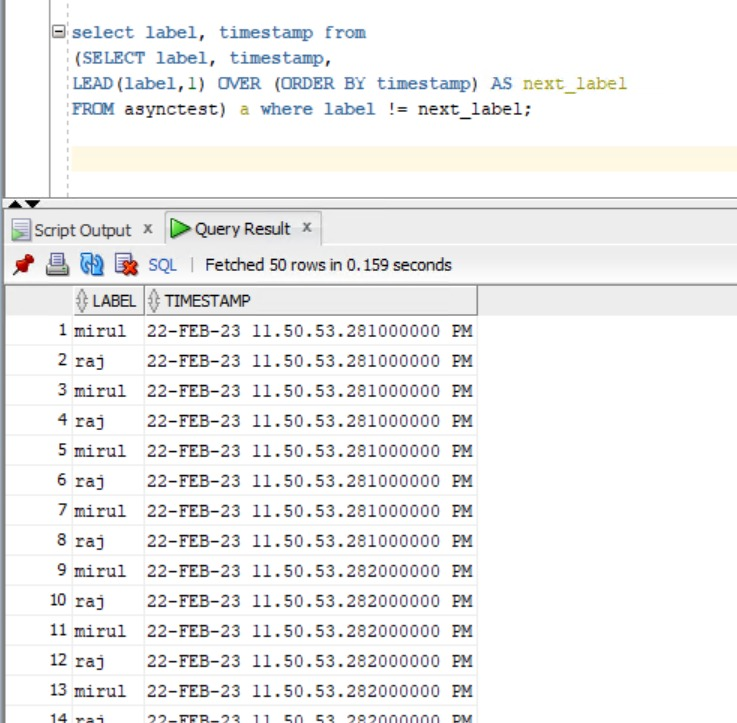 select label, timestamp from
(SELECT label, timestamp,
LEAD(label,1) OVER (ORDER BY timestamp) AS next_label
FROM asynctest) a where label != next_label;
Script Output x Query Result x
SQL | Fetched 50 rows in 0.159 seconds
LABEL TIMESTAMP
1 mirul 22-FEB-23 11.50.53.281000000 PM
2 raj 22-FEB-23 11.50.53.281000000 PM
3 mirul 22-FEB-23 11.50.53.281000000 PM
4 raj 22-FEB-23 11.50.53.281000000 PM
5 mirul 22-FEB-23 11.50.53.281000000 PM
6 raj 22-FEB-23 11.50.53.281000000 PM
7 mirul 22-FEB-23 11.50.53.281000000 PM
8 raj 22-FEB-23 11.50.53.281000000 PM
9 mirul 22-FEB-23 11.50.53.282000000 PM
10 raj 22-FEB-23 11.50.53.282000000 PM
11 mirul 22-FEB-23 11.50.53.282000000 PM
12 raj 22-FEB-23 11.50.53.282000000 PM
13 mirul 22-FEB-23 11.50.53.282000000 PM
14 raj 22-FEB-23 11.50.53.282000000 PM